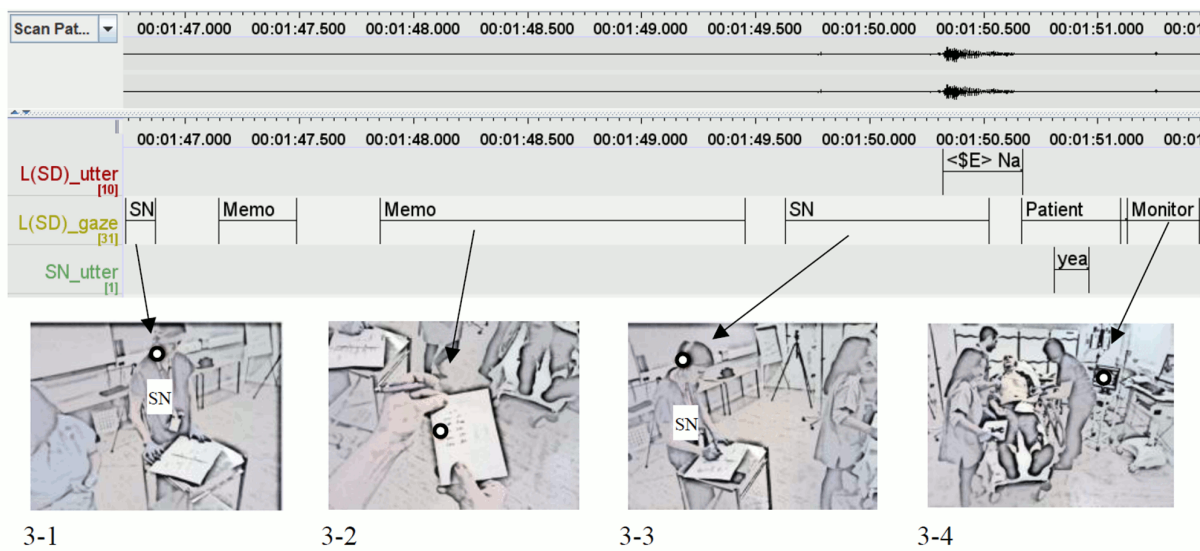 Scan Pat...
00:01:47.000 00:01:47.500 00:01:48.000 00:01:48.500 00:01:49.000 00:01:49.500 00:01:50.000 00:01:50.500 00:01:51.000 00:01
00:01:47.000 00:01:47.500 00:01:48.000 00:01:48.500 00:01:49.000 00:01:49.500 00:01:50.000 00:01:50.500 00:01:51.000 00:01
L(SD)_utter <$E> Na
[10]
L(SD)_gaze SN Memo Memo SN Patient Monitor
[31]
SN_utter yea
[1]
SN SN
3-1 3-2 3-3 3-4